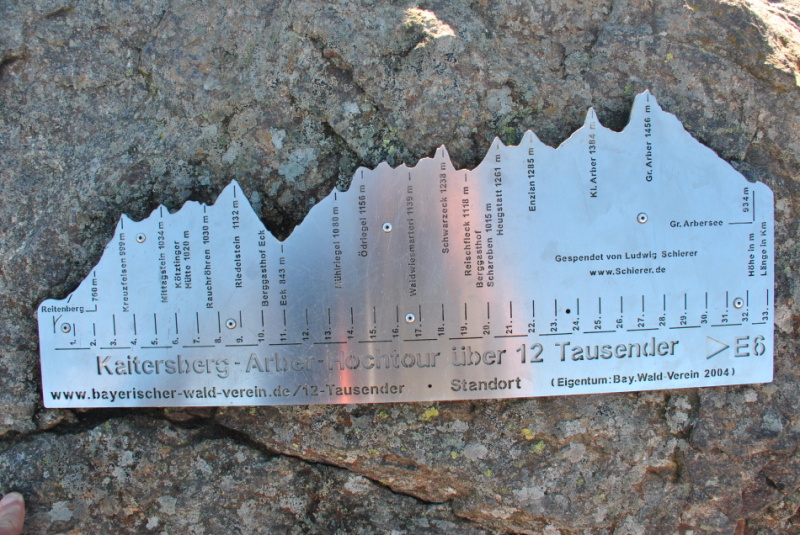 Reitenberg
760 m
Kreuzfelsen 999 m
Mittagstein 1034 m
Kötztinger
Hütte 1020 m
Rauchröhren 1030 m
Riedelstein 1132 m
Berggasthof Eck
Eck 843 m
Mühlriegel 1080 m
Ödriegel 1156 m
Waldwiesmarterl 1139 m
Schwarzeck 1238 m
Reischfleck 1118 m
Berggasthof
Schareben 1015 m
Heugstatt 1261 m
Enzian 1285 m
Kl. Arber 1384 m
Gr. Arber 1456 m
Gr. Arbersee
934 m
Höhe in m
Länge in Km
Gespendet von Ludwig Schierer
www.Schierer.de
1. 2. 3. 4. 5. 6. 7. 8. 9. 10. 11. 12. 13. 14. 15. 16. 17. 18. 19. 20. 21. 22. 23. 24. 25. 26. 27. 28. 29. 30. 31. 32. 33.
Kaitersberg-Arber-Hochtour über 12 Tausender ▷E6
www.bayerischer-wald-verein.de/12-Tausender • Standort (Eigentum: Bay.Wald-Verein 2004)